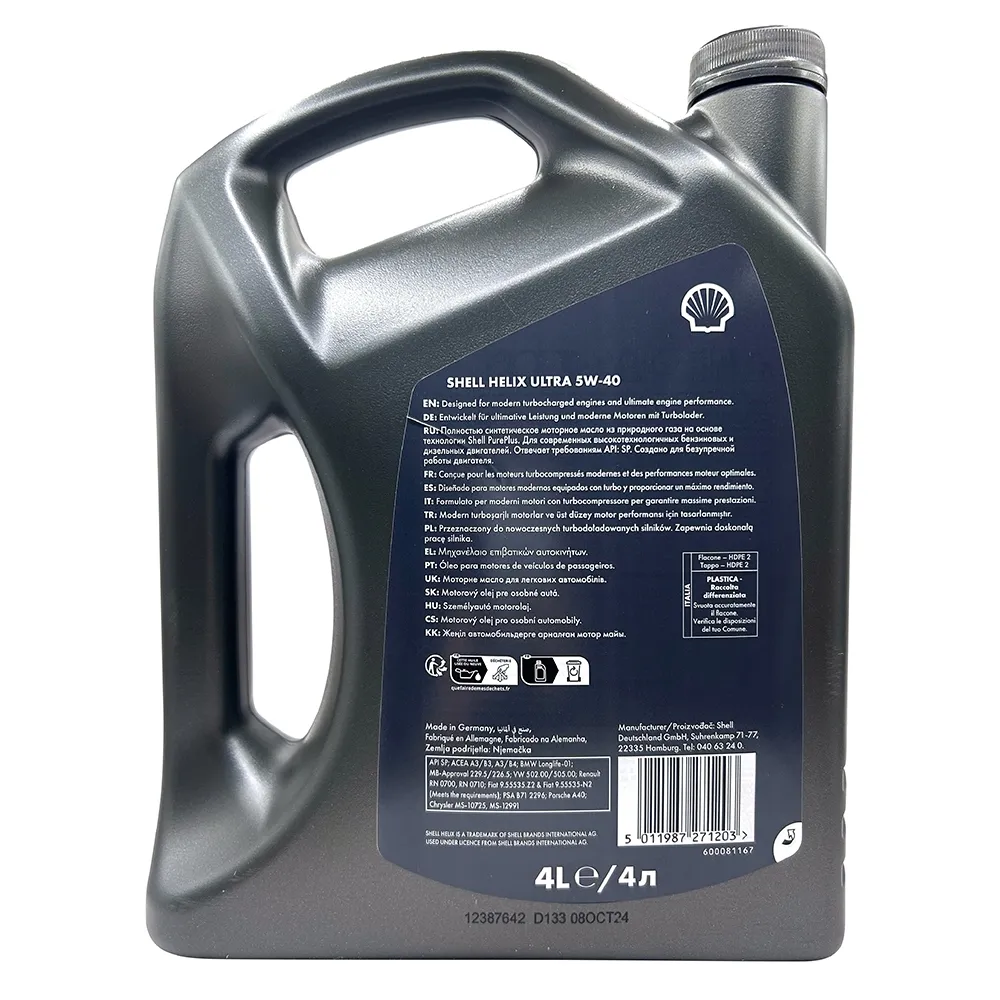 SHELL HELIX ULTRA 5W-40
EN: Designed for modern turbocharged engines and ultimate engine performance.
DE: Entwickelt für ultimative Leistung und moderne Motoren mit Turbolader.
RU: Полностью синтетическое моторное масло из природного газа на основе
технологии Shell PurePlus. Для современных высокотехнологичных бензиновых и
дизельных двигателей. Отвечает требованиям API: SP. Создано для безупречной
работы двигателя.
FR: Conçue pour les moteurs turbocompressés modernes et des performances moteur optimales.
ES: Diseñado para motores modernos equipados con turbo y proporcionar un máximo rendimiento.
IT: Formulato per moderni motori con turbocompressore per garantire massime prestazioni.
TR: Modern turboşarjlı motorlar ve üst düzey motor performansı için tasarlanmıştır.
PL: Przeznaczony do nowoczesnych turbodoładowanych silników. Zapewnia doskonałą
pracę silnika.
EL: Μηχανέλαιο επιβατικών αυτοκινήτων.
PT: Óleo para motores de veículos de passageiros.
UK: Моторне масло для легкових автомобілів.
SK: Motorový olej pre osobné autá.
HU: Személyautó motorolaj.
CS: Motorový olej pro osobní automobily.
KK: Жеңіл автомобильдерге арналған мотор майы.
ITALIA
Flacone – HDPE 2
Tappo – HDPE 2
PLASTICA -
Raccolta
differenziata
Svuota accuratamente
il flacone.
Verifica le disposizioni
del tuo Comune.
FR
CETTE HUILE
USÉE OU NEUVE
DÉCHÈTERIE
quefairedemesdechets.fr
Made in Germany, صنع في ألمانيا,
Fabriqué en Allemagne, Fabricado na Alemanha,
Zemlja podrijetla: Njemačka
API SP; ACEA A3/B3, A3/B4; BMW Longlife-01;
MB-Approval 229.5/226.5; VW 502.00/505.00; Renault
RN 0700, RN 0710; Fiat 9.55535.Z2 & Fiat 9.55535-N2
(Meets the requirements); PSA B71 2296; Porsche A40;
Chrysler MS-10725, MS-12991
SHELL HELIX IS A TRADEMARK OF SHELL BRANDS INTERNATIONAL AG.
USED UNDER LICENCE FROM SHELL BRANDS INTERNATIONAL AG.
Manufacturer/Proizvođač: Shell
Deutschland GmbH, Suhrenkamp 71-77,
22335 Hamburg. Tel: 040 63 24 0.
5 011987 271203 >
600081167
4L e/4л
12387642 D133 08OCT24